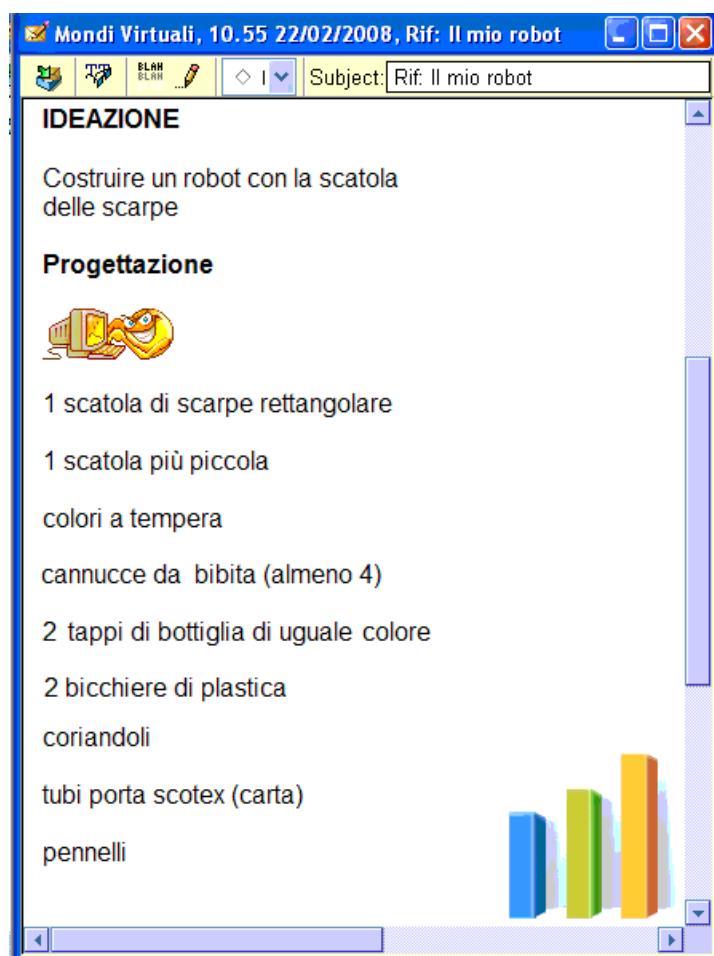 Mondi Virtuali, 10.55 22/02/2008, Rif: Il mio robot
BLAH
BLAH
Subject: Rif: Il mio robot
IDEAZIONE
Costruire un robot con la scatola
delle scarpe
Progettazione
1 scatola di scarpe rettangolare
1 scatola più piccola
colori a tempera
cannucce da bibita (almeno 4)
2 tappi di bottiglia di uguale colore
2 bicchiere di plastica
coriandoli
tubi porta scotex (carta)
pennelli